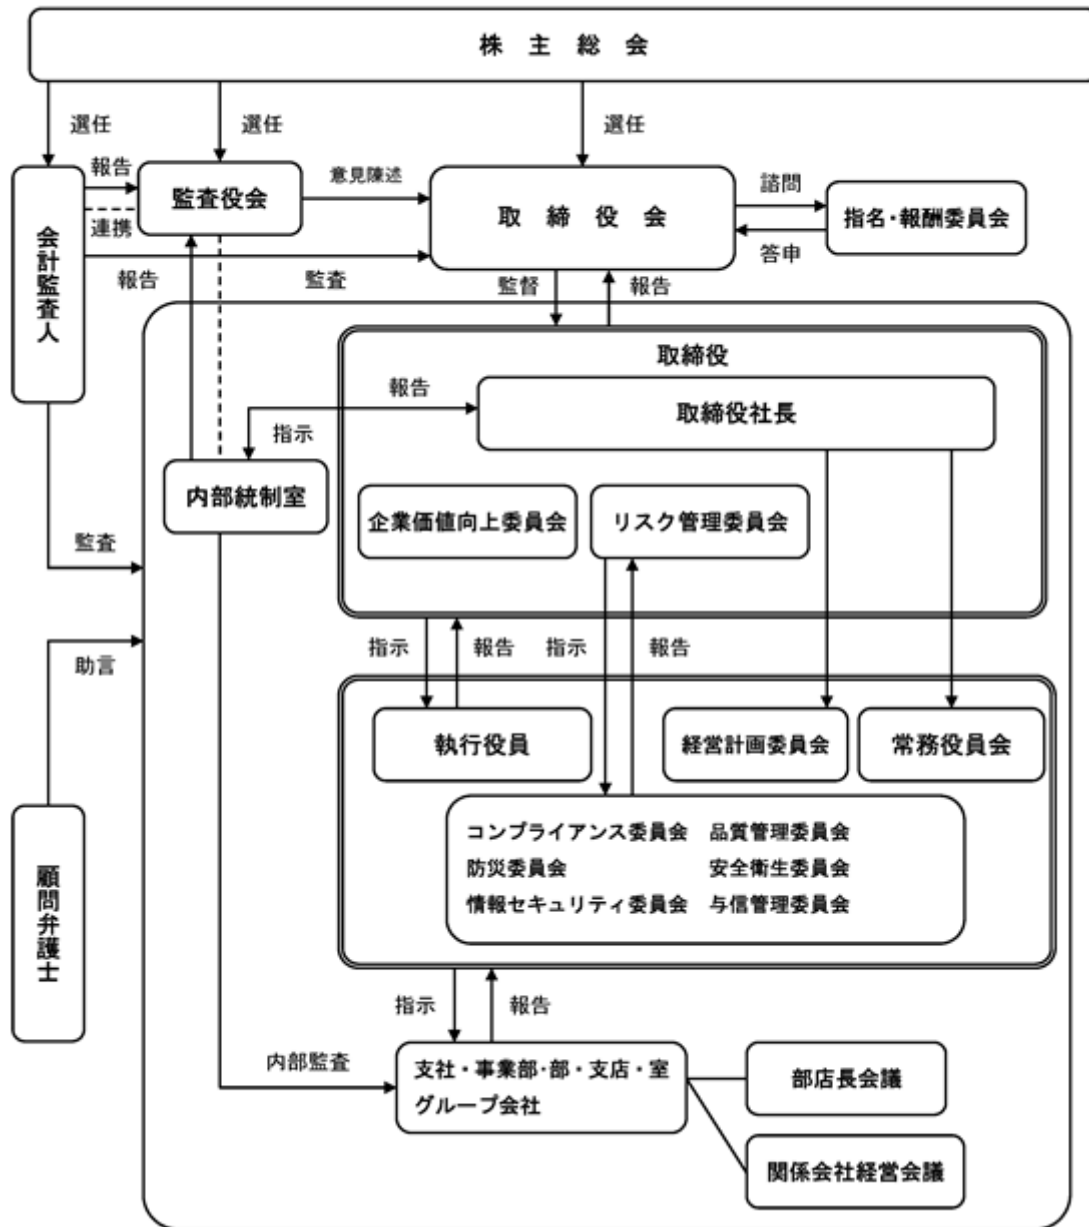 株 主 総 会
選任
選任
選任
報告
監査役会
意見陳述
取 締 役 会
諮問
指名・報酬委員会
答申
連携
会計監査人
報告
監査
監督
報告
取締役
報告
取締役社長
指示
内部統制室
企業価値向上委員会
リスク管理委員会
監査
助言
指示
報告
指示
報告
執行役員
経営計画委員会
常務役員会
コンプライアンス委員会 品質管理委員会
防災委員会 安全衛生委員会
情報セキュリティ委員会 与信管理委員会
顧問弁護士
指示
報告
内部監査
支社・事業部・部・支店・室
グループ会社
部店長会議
関係会社経営会議